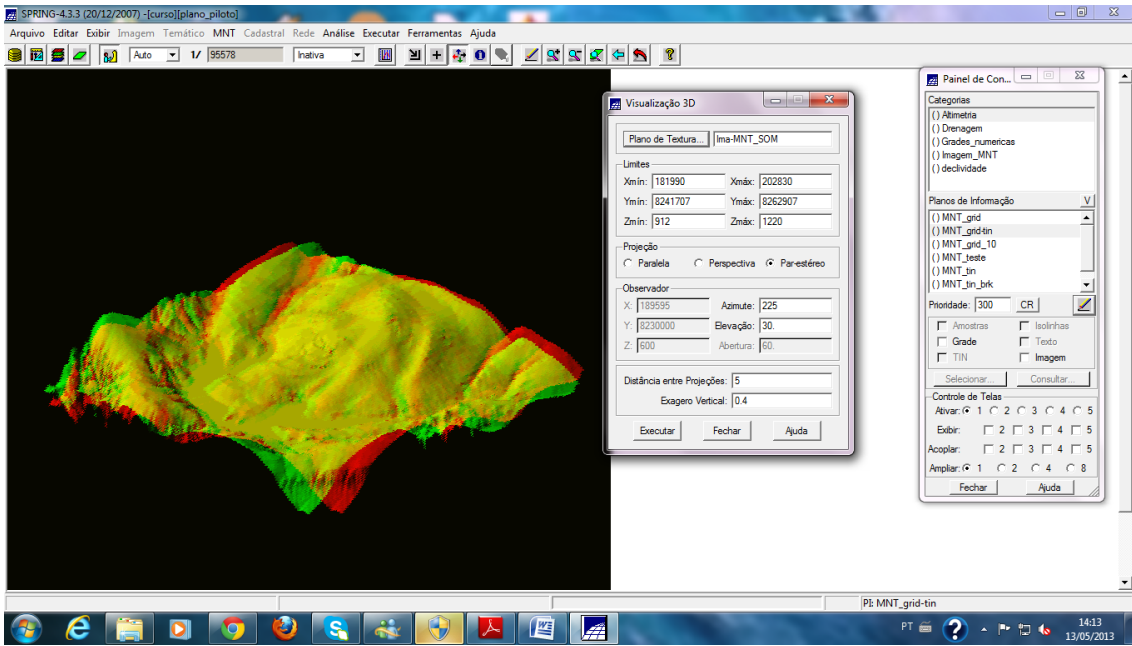 SPRING-4.3.3 (20/12/2007) -[curso][plano_piloto]
Arquivo Editar Exibir Imagem Temático MNT Cadastral Rede Análise Executar Ferramentas Ajuda
Auto 1/ 95578 Inativa
Visualização 3D
Plano de Textura... Ima-MNT_SOM
Limites
Xmín: 181990 Xmáx: 202830
Ymín: 8241707 Ymáx: 8262907
Zmín: 912 Zmáx: 1220
Projeção
Paralela Perspectiva Par-estéreo
Observador
X: 189595 Azimute: 225
Y: 8230000 Elevação: 30.
Z: 600 Abertura: 60.
Distância entre Projeções: 5
Exagero Vertical: 0.4
Executar Fechar Ajuda
Painel de Con...
Categorias
() Altimetria
() Drenagem
() Grades_numericas
() Imagem_MNT
() declividade
Planos de Informação V
() MNT_grid
() MNT_grid-tin
() MNT_grid_10
() MNT_teste
() MNT_tin
() MNT_tin_brk
Prioridade: 300 CR
Amostras Isolinhas
Grade Texto
TIN Imagem
Selecionar... Consultar...
Controle de Telas
Ativar: 1 2 3 4 5
Exibir: 2 3 4 5
Acoplar: 2 3 4 5
Ampliar: 1 2 4 8
Fechar Ajuda
PI: MNT_grid-tin
PT 14:13
13/05/2013